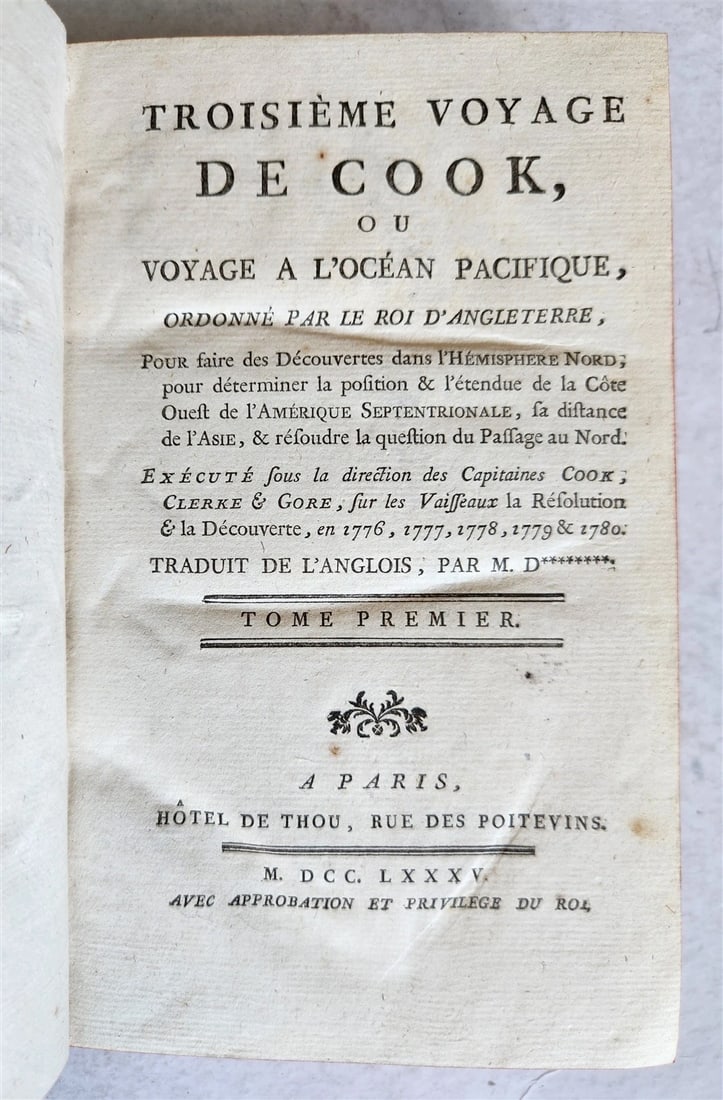 TROISIÈME VOYAGE
DE COOK,
OU
VOYAGE A L'OCÉAN PACIFIQUE,
ORDONNÉ PAR LE ROI D'ANGLETERRE,
POUR faire des Découvertes dans l'HÉMISPHERE NORD;
pour déterminer la poſition & l'étendue de la Côte
Oueſt de l'AMÉRIQUE SEPTENTRIONALE, ſa diſtance
de l'ASIE, & réſoudre la queſtion du Paſſage au Nord.
EXÉCUTÉ ſous la direction des Capitaines COOK,
CLERKE & GORE, ſur les Vaiſſeaux la Réſolution
& la Découverte, en 1776, 1777, 1778, 1779 & 1780.
TRADUIT DE L'ANGLOIS, PAR M. D********.
TOME PREMIER.
A PARIS,
HÔTEL DE THOU, RUE DES POITEVINS.
M. DCC. LXXXV.
AVEC APPROBATION ET PRIVILEGE DU ROI,